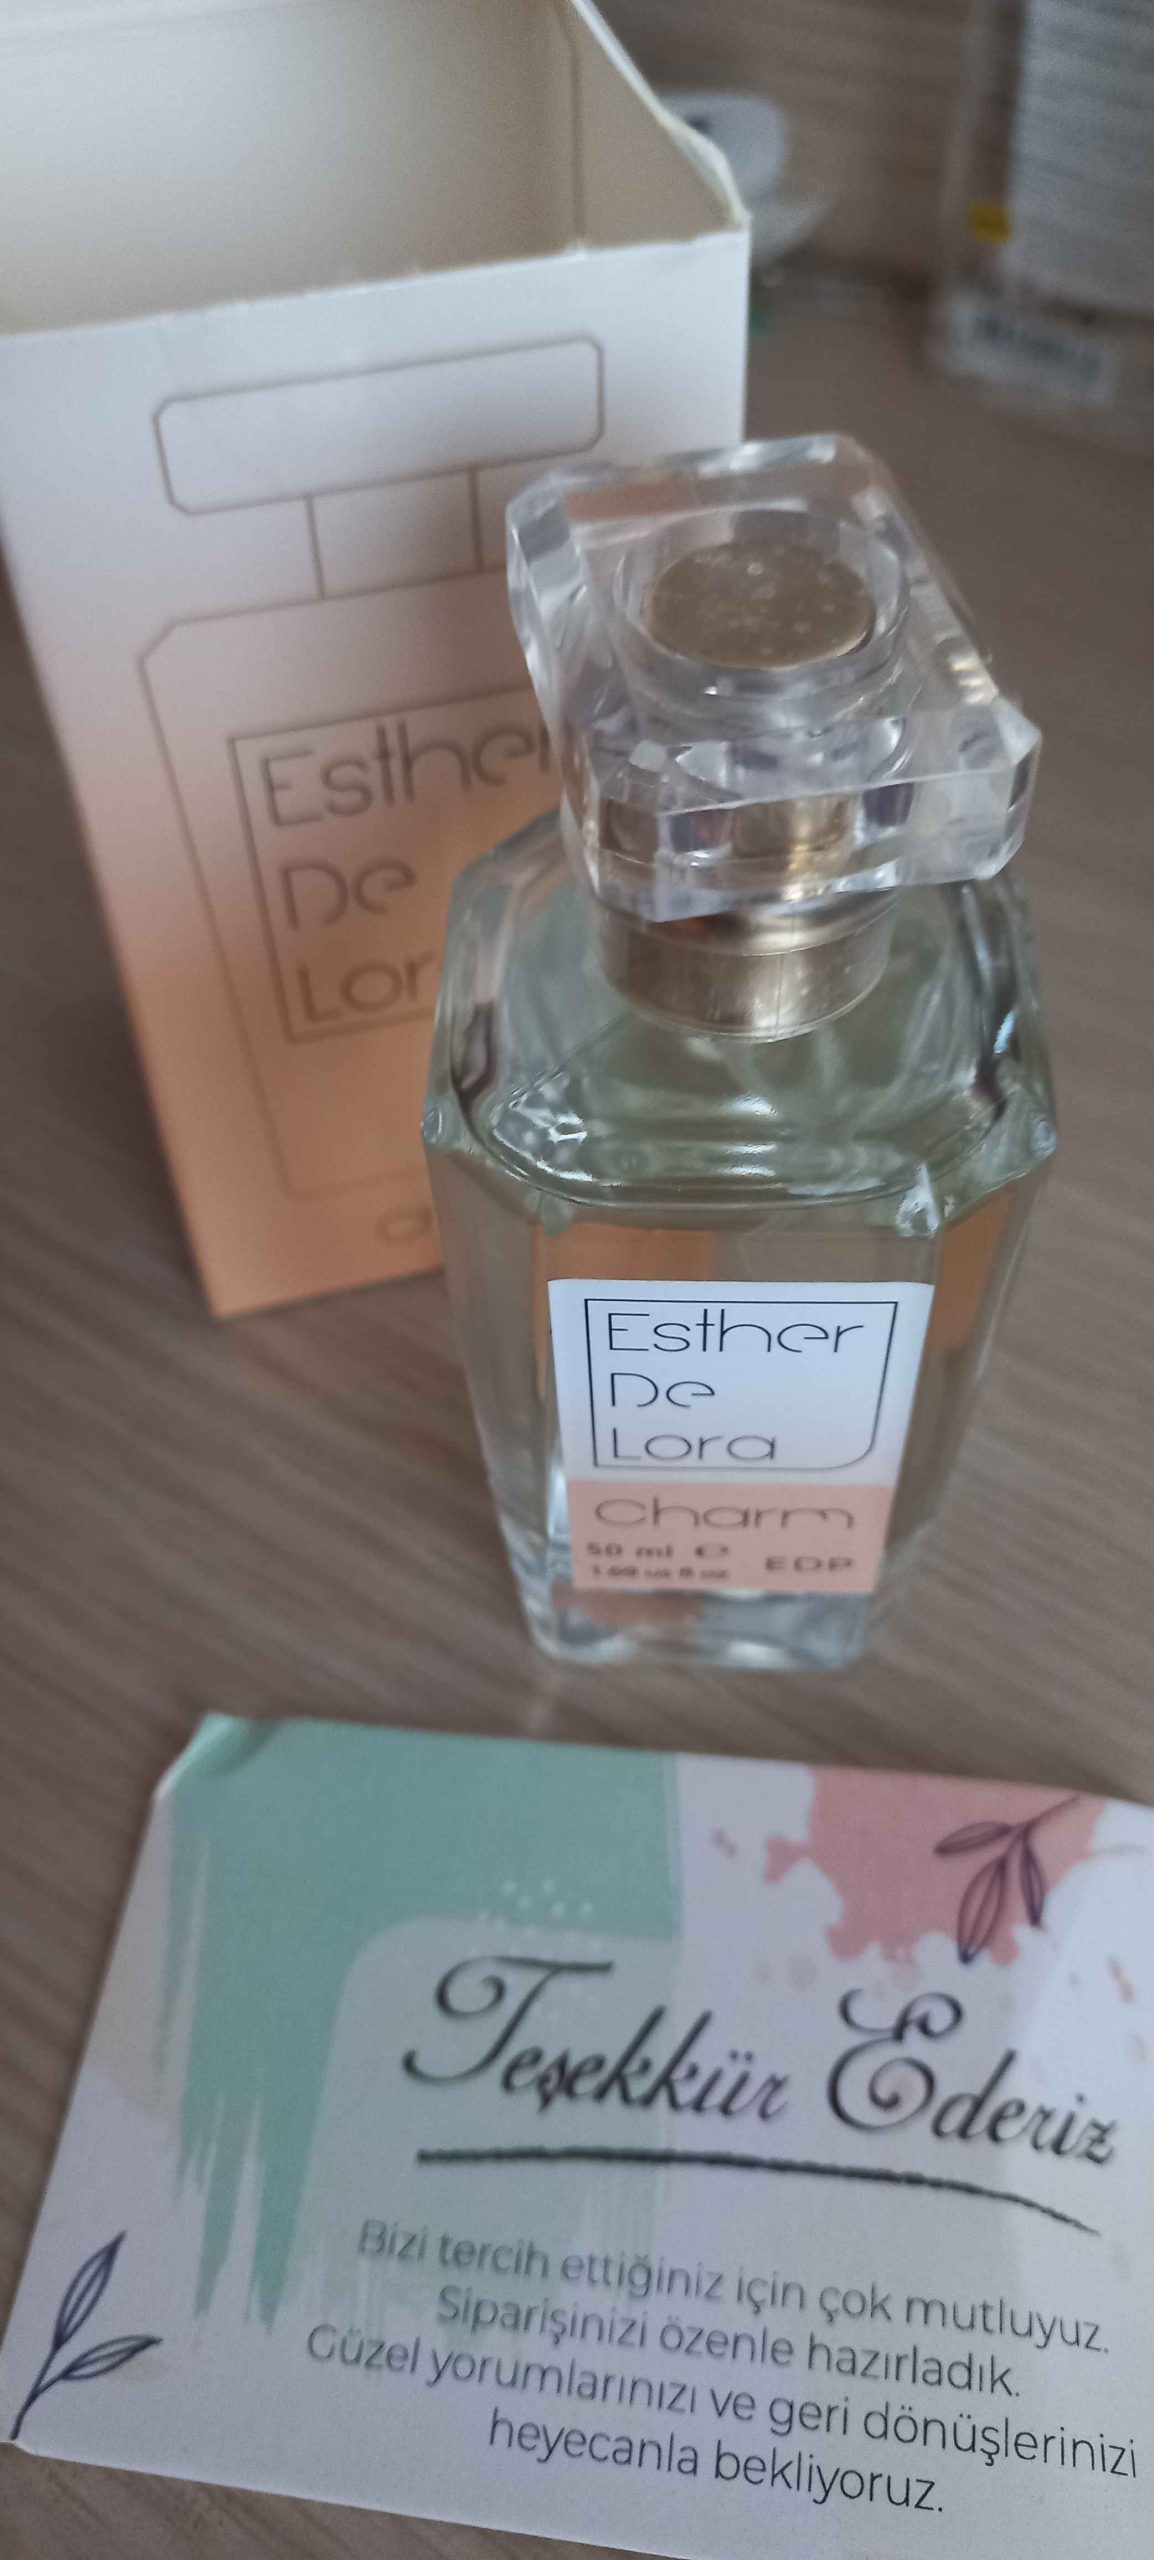 Esther
De
Esther
De
Lora
Charm
50 ml e EDP
Teşekkür Ederiz
Bizi tercih ettiğiniz için çok mutluyuz.
Siparişinizi özenle hazırladık.
Güzel yorumlarınızı ve geri dönüşlerinizi
heyecanla bekliyoruz.